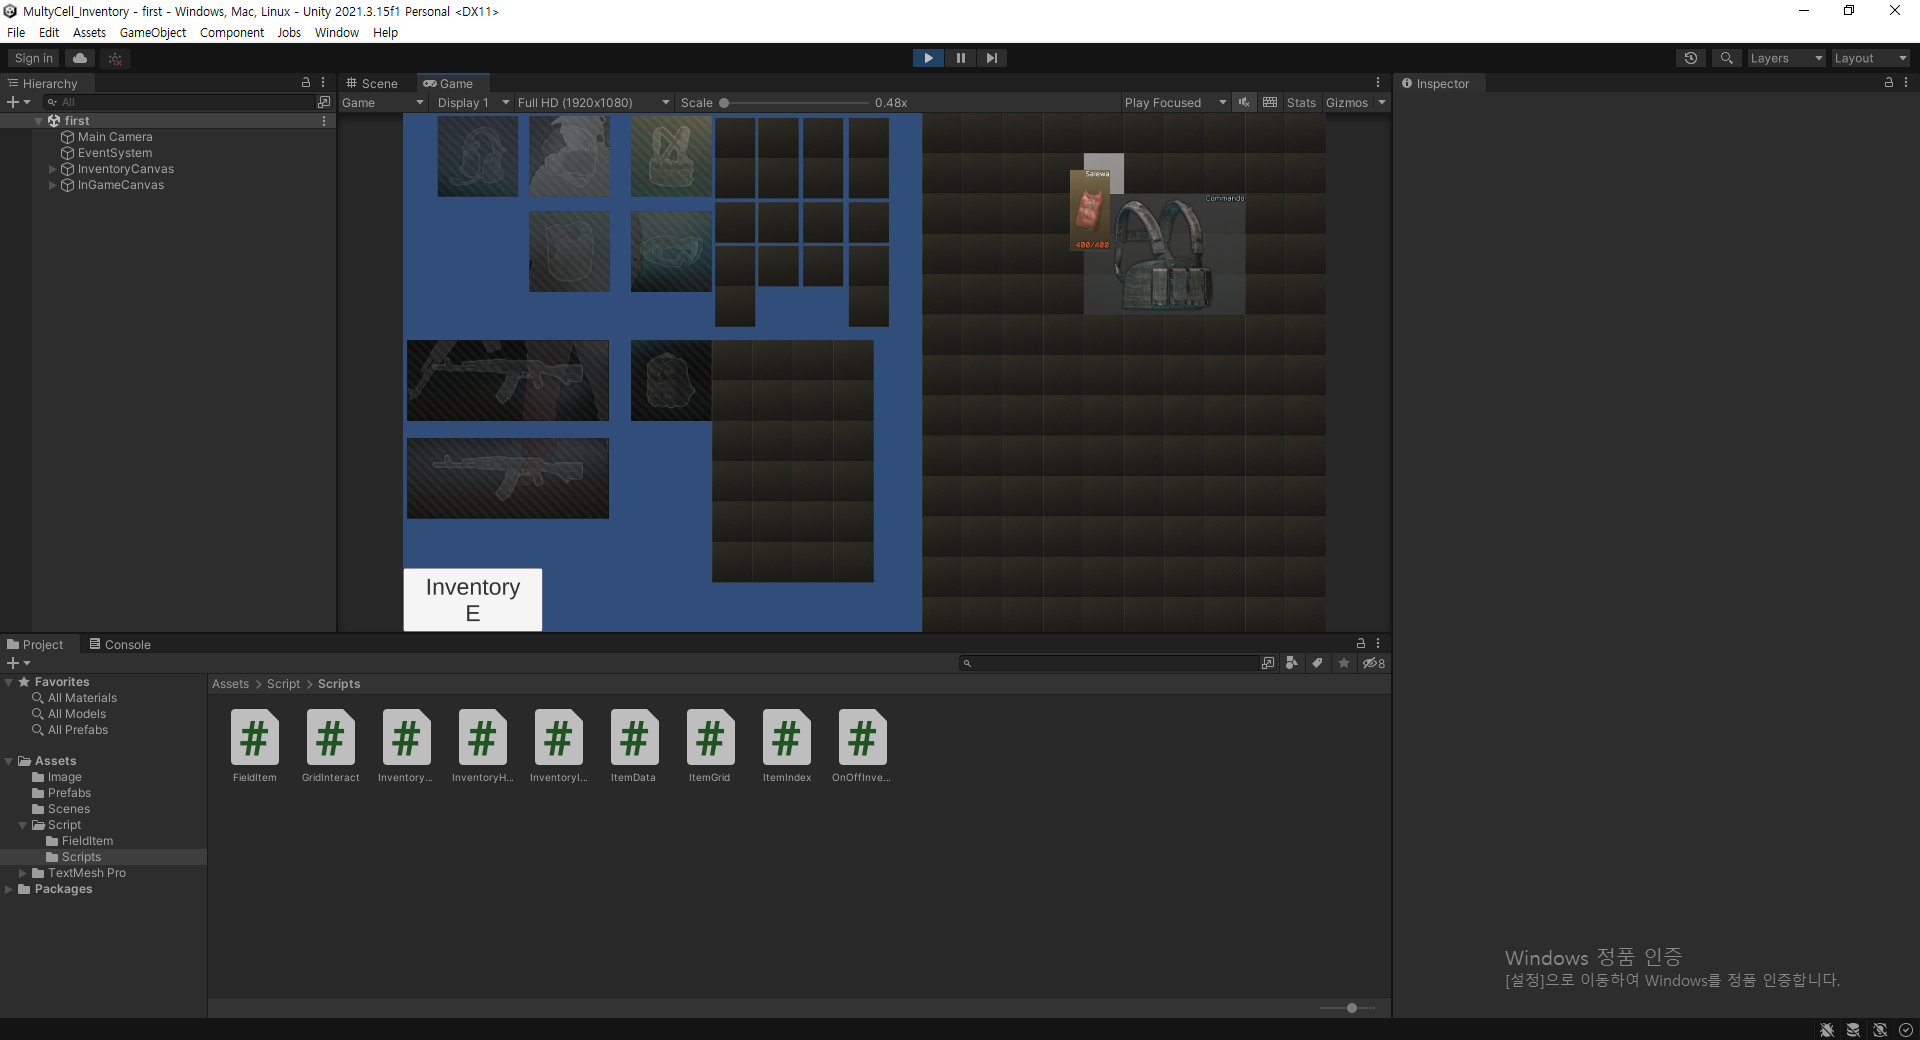 MultyCell_Inventory - first - Windows, Mac, Linux - Unity 2021.3.15f1 Personal <DX11>
File Edit Assets GameObject Component Jobs Window Help
Sign in
Layers
Layout
Hierarchy
All
first
Main Camera
EventSystem
InventoryCanvas
InGameCanvas
Scene
Game
Game
Display 1
Full HD (1920x1080)
Scale
0.48x
Play Focused
Stats
Gizmos
Salewa
400/400
Commando
Inventory
E
Inspector
Project
Console
8
Favorites
All Materials
All Models
All Prefabs
Assets
Image
Prefabs
Scenes
Script
FieldItem
Scripts
TextMesh Pro
Packages
Assets > Script > Scripts
FieldItem
GridInteract
Inventory...
InventoryH...
InventoryI...
ItemData
ItemGrid
ItemIndex
OnOffInve...
Windows 정품 인증
[설정]으로 이동하여 Windows를 정품 인증합니다.